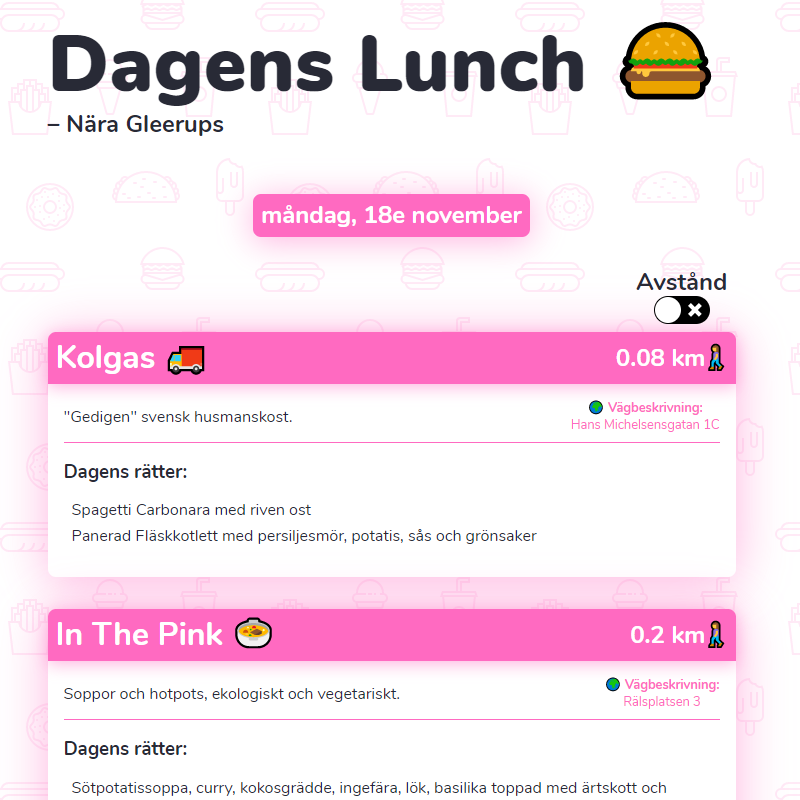 Dagens Lunch
– Nära Gleerups
måndag, 18e november
Avstånd
Kolgas
0.08 km
"Gedigen" svensk husmanskost.
Vägbeskrivning:
Hans Michelsensgatan 1C
Dagens rätter:
Spagetti Carbonara med riven ost
Panerad Fläskkotlett med persiljesmör, potatis, sås och grönsaker
In The Pink
0.2 km
Soppor och hotpots, ekologiskt och vegetariskt.
Vägbeskrivning:
Rälsplatsen 3
Dagens rätter:
Sötpotatissoppa, curry, kokosgrädde, ingefära, lök, basilika toppad med ärtskott och